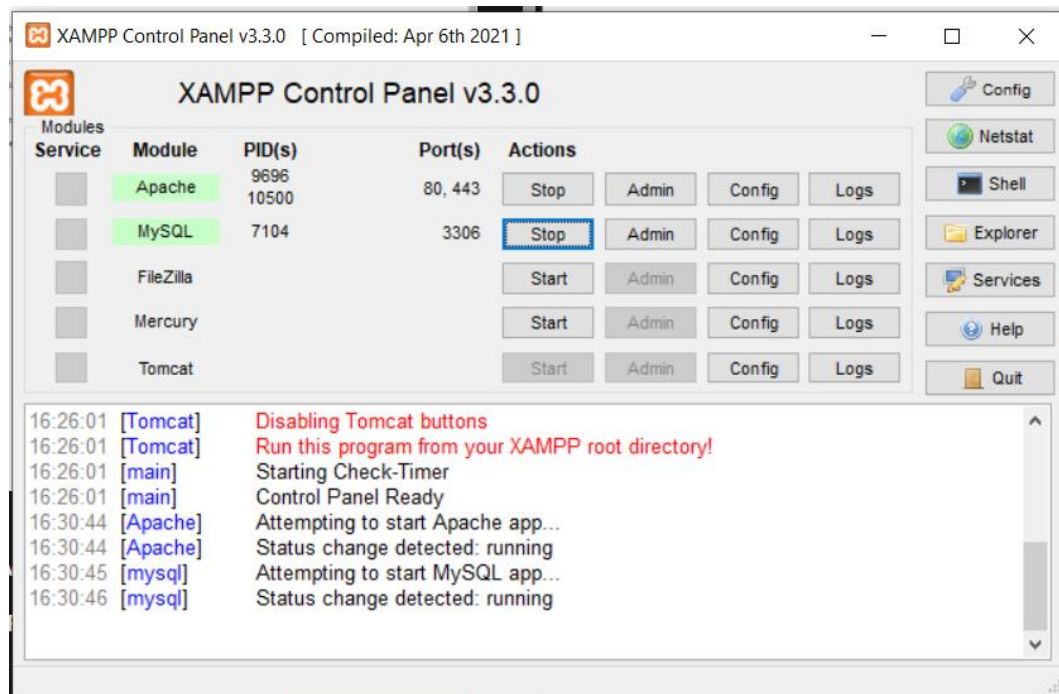 XAMPP Control Panel v3.3.0 [ Compiled: Apr 6th 2021 ]
XAMPP Control Panel v3.3.0
Config
Modules
Service Module PID(s) Port(s) Actions
Netstat
Apache 9696 10500 80, 443 Stop Admin Config Logs
Shell
MySQL 7104 3306 Stop Admin Config Logs
Explorer
FileZilla Start Admin Config Logs
Services
Mercury Start Admin Config Logs
Help
Tomcat Start Admin Config Logs
Quit
16:26:01 [Tomcat] Disabling Tomcat buttons
16:26:01 [Tomcat] Run this program from your XAMPP root directory!
16:26:01 [main] Starting Check-Timer
16:26:01 [main] Control Panel Ready
16:30:44 [Apache] Attempting to start Apache app...
16:30:44 [Apache] Status change detected: running
16:30:45 [mysql] Attempting to start MySQL app...
16:30:46 [mysql] Status change detected: running